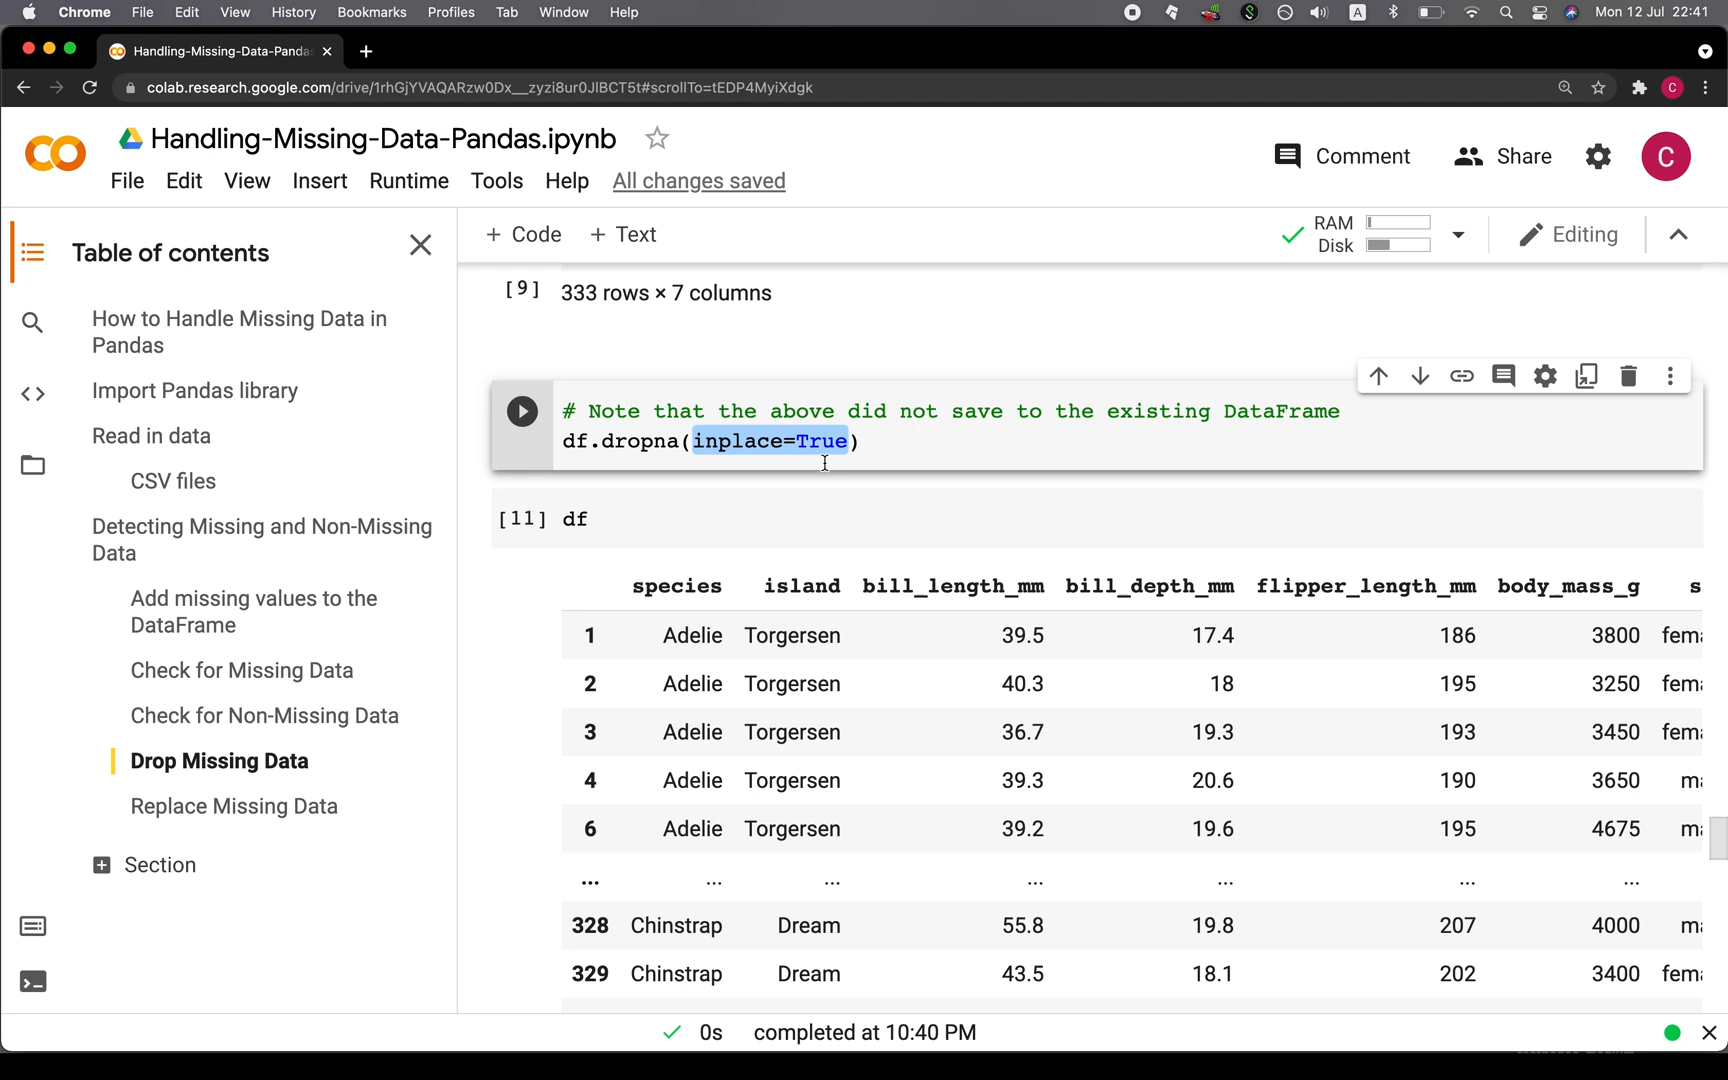 Chrome File Edit View History Bookmarks Profiles Tab Window Help
A
Mon 12 Jul 22:41
Handling-Missing-Data-Panda
colab.research.google.com/drive/1rhGjYVAQARzw0Dx__zyzi8ur0JlBCT5t#scrollTo=tEDP4MyiXdgk
C
Handling-Missing-Data-Pandas.ipynb
Comment
Share
C
File Edit View Insert Runtime Tools Help All changes saved
Table of contents
+ Code + Text
RAM
Disk
Editing
How to Handle Missing Data in
Pandas
Import Pandas library
Read in data
CSV files
Detecting Missing and Non-Missing
Data
Add missing values to the
DataFrame
Check for Missing Data
Check for Non-Missing Data
Drop Missing Data
Replace Missing Data
Section
[9] 333 rows × 7 columns
# Note that the above did not save to the existing DataFrame
df.dropna(inplace=True)
[11] df
species island bill_length_mm bill_depth_mm flipper_length_mm body_mass_g s
1 Adelie Torgersen 39.5 17.4 186 3800 fema
2 Adelie Torgersen 40.3 18 195 3250 fema
3 Adelie Torgersen 36.7 19.3 193 3450 fema
4 Adelie Torgersen 39.3 20.6 190 3650 ma
6 Adelie Torgersen 39.2 19.6 195 4675 ma
... ... ... ... ... ... ...
328 Chinstrap Dream 55.8 19.8 207 4000 ma
329 Chinstrap Dream 43.5 18.1 202 3400 fema
0s completed at 10:40 PM